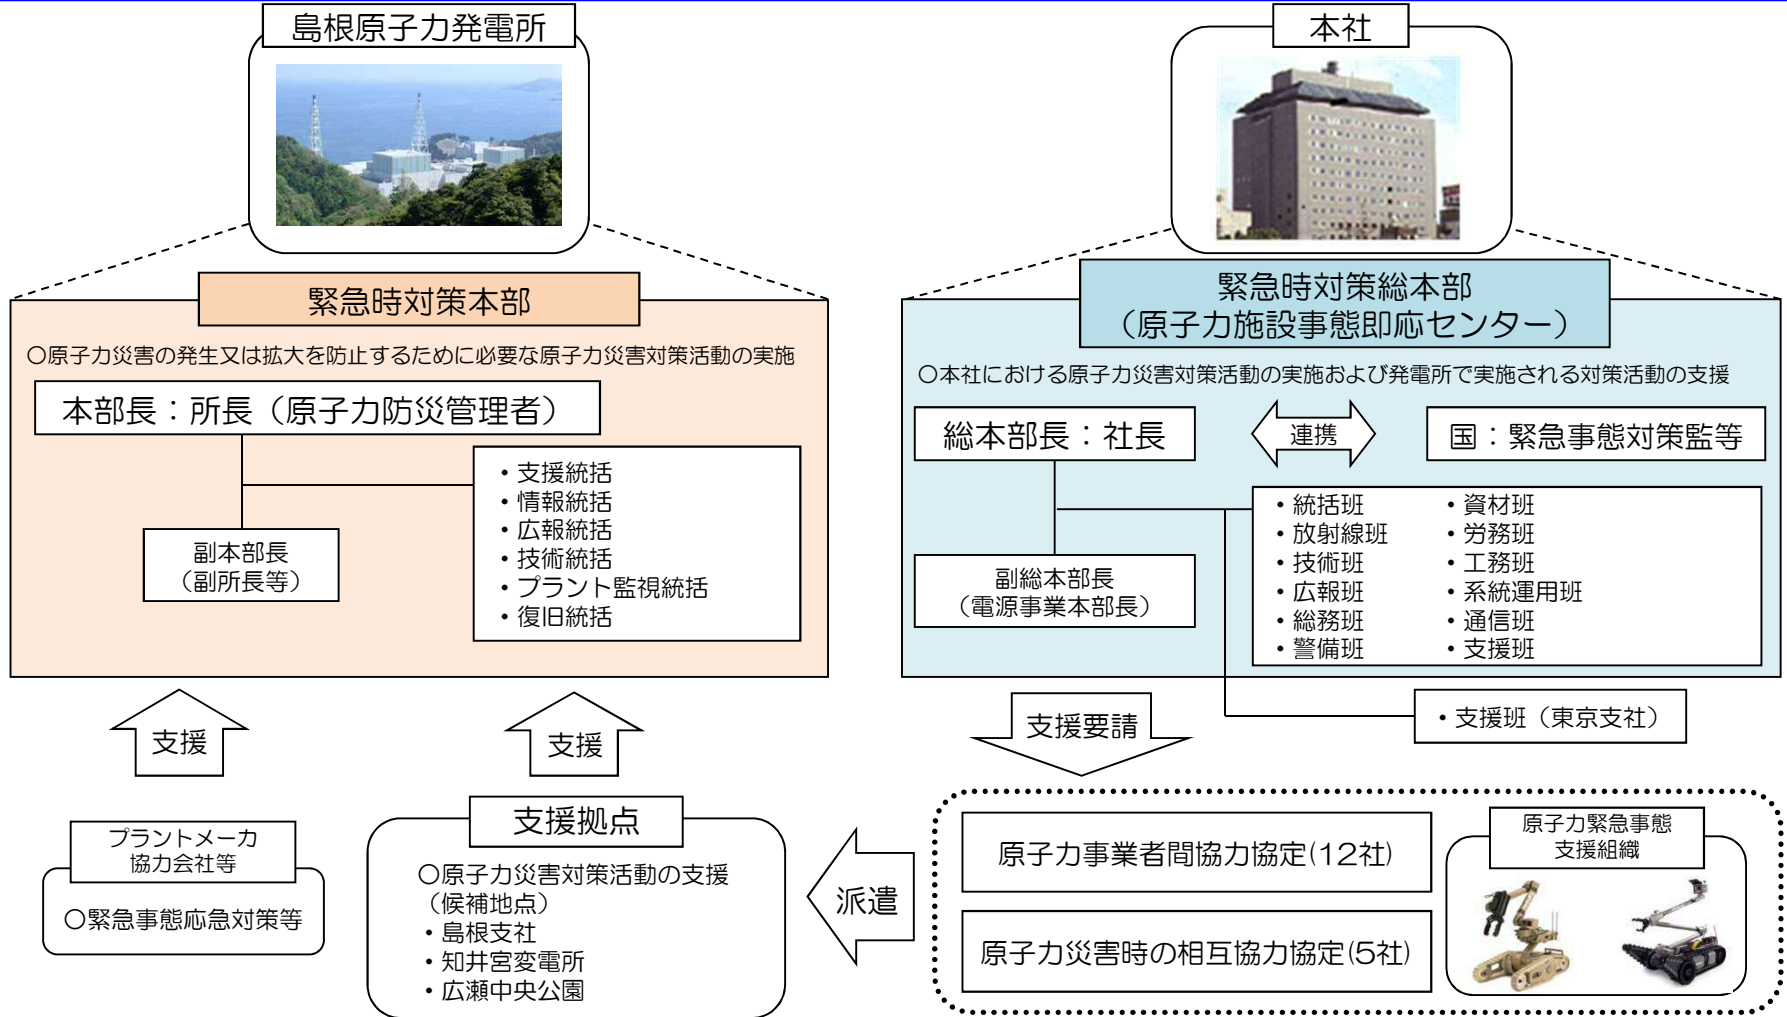 島根原子力発電所
緊急時対策本部
○原子力災害の発生又は拡大を防止するために必要な原子力災害対策活動の実施
本部長：所長（原子力防災管理者）
副本部長
（副所長等）
・支援統括
・情報統括
・広報統括
・技術統括
・プラント監視統括
・復旧統括
本社
緊急時対策総本部
（原子力施設事態即応センター）
○本社における原子力災害対策活動の実施および発電所で実施される対策活動の支援
総本部長：社長
連携
国：緊急事態対策監等
副総本部長
（電源事業本部長）
・統括班
・放射線班
・技術班
・広報班
・総務班
・警備班
・資材班
・労務班
・工務班
・系統運用班
・通信班
・支援班
・支援班（東京支社）
支援
支援
支援要請
プラントメーカ
協力会社等
○緊急事態応急対策等
支援拠点
○原子力災害対策活動の支援
（候補地点）
・島根支社
・知井宮変電所
・広瀬中央公園
派遣
原子力事業者間協力協定(12社)
原子力災害時の相互協力協定(5社)
原子力緊急事態
支援組織